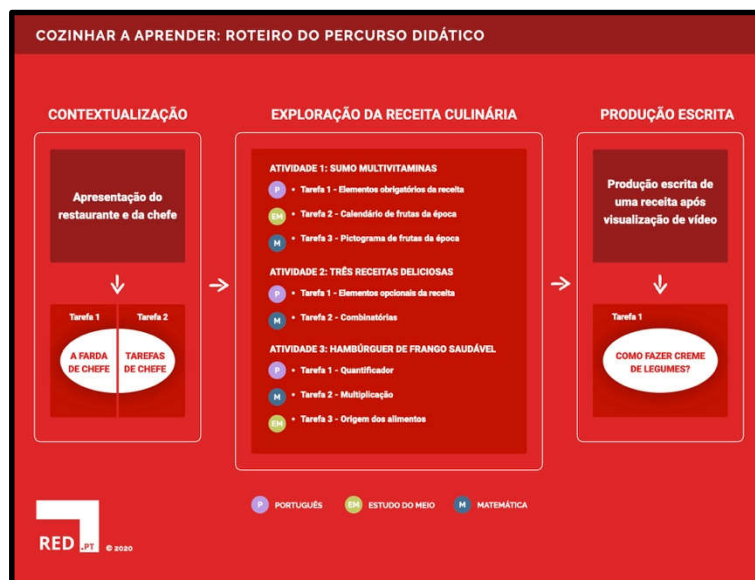 COZINHAR A APRENDER: ROTEIRO DO PERCURSO DIDÁTICO
CONTEXTUALIZAÇÃO
Apresentação do
restaurante e da chefe
Tarefa 1
A FARDA
DE CHEFE
Tarefa 2
TAREFAS
DE CHEFE
EXPLORAÇÃO DA RECEITA CULINÁRIA
ATIVIDADE 1: SUMO MULTIVITAMINAS
P • Tarefa 1 - Elementos obrigatórios da receita
EM • Tarefa 2 - Calendário de frutas da época
M • Tarefa 3 - Pictograma de frutas da época
ATIVIDADE 2: TRÊS RECEITAS DELICIOSAS
P • Tarefa 1 - Elementos opcionais da receita
M • Tarefa 2 - Combinatórias
ATIVIDADE 3: HAMBÚRGUER DE FRANGO SAUDÁVEL
P • Tarefa 1 - Quantificador
M • Tarefa 2 - Multiplicação
EM • Tarefa 3 - Origem dos alimentos
PRODUÇÃO ESCRITA
Produção escrita de
uma receita após
visualização de vídeo
Tarefa 1
COMO FAZER CREME
DE LEGUMES?
P PORTUGUÊS EM ESTUDO DO MEIO M MATEMÁTICA
RED.PT © 2020